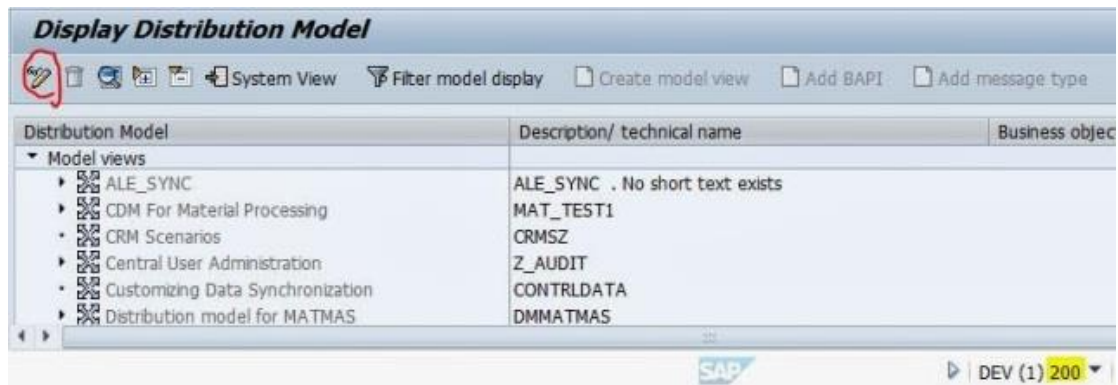 Display Distribution Model
System View Filter model display Create model view Add BAPI Add message type
Distribution Model Description/ technical name Business objec
Model views
ALE_SYNC ALE_SYNC . No short text exists
CDM For Material Processing MAT_TEST1
CRM Scenarios CRMSZ
Central User Administration Z_AUDIT
Customizing Data Synchronization CONTRLDATA
Distribution model for MATMAS DMMATMAS
SAP DEV (1) 200